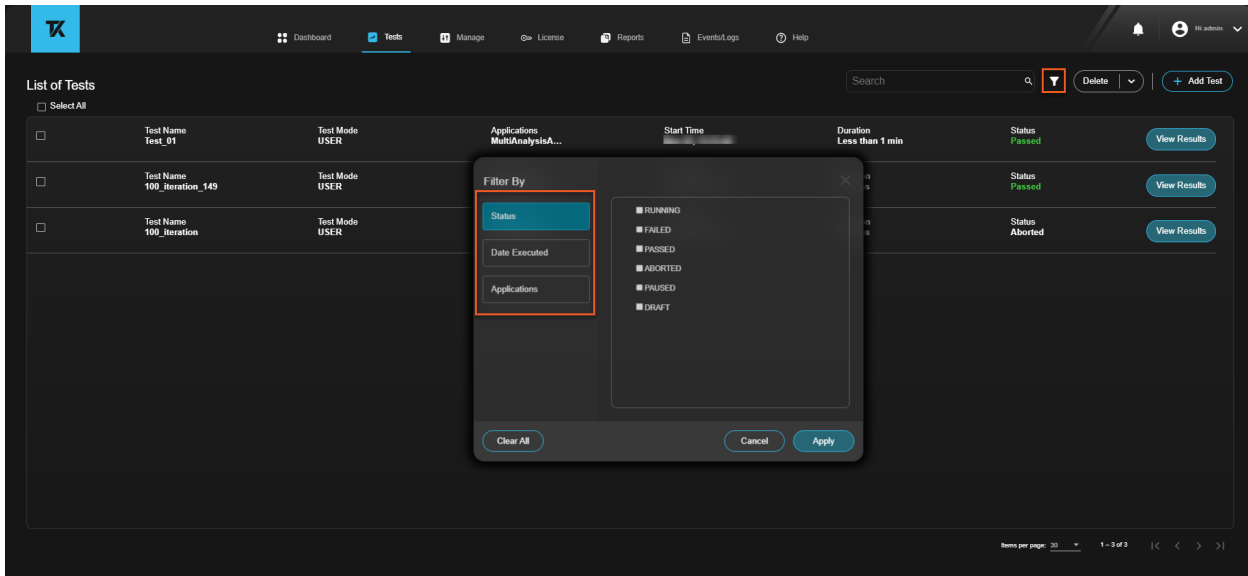 TK
Dashboard Tests Manage License Reports Events/Logs Help Hi admin
List of Tests Search Delete + Add Test
Select All
Test Name Test Mode Applications Start Time Duration Status
Test_01 USER MultiAnalysisA... Less than 1 min Passed View Results
Test Name Test Mode Status
100_iteration_149 USER Passed View Results
Test Name Test Mode Status
100_iteration USER Aborted View Results
Filter By
Status
Date Executed
Applications
RUNNING
FAILED
PASSED
ABORTED
PAUSED
DRAFT
Clear All Cancel Apply
Items per page: 30 1 – 3 of 3